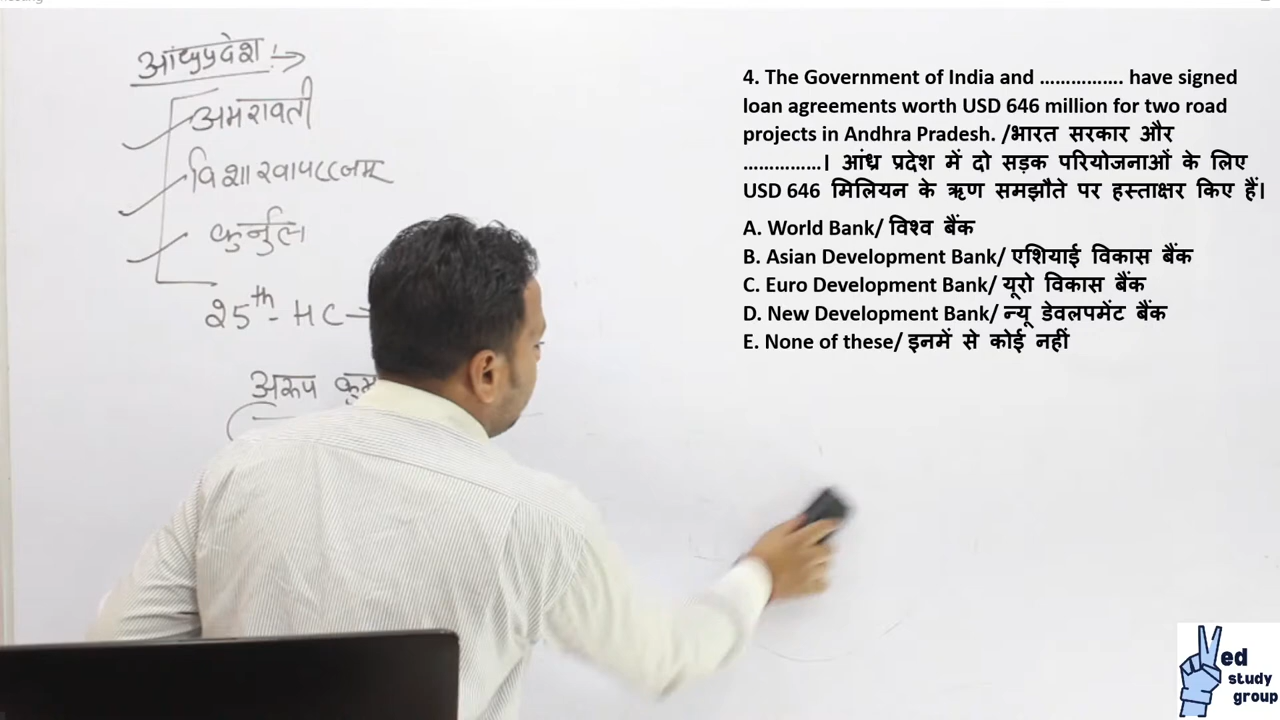 आंध्रप्रदेश :→
अमरावती
विशाखापट्टनम
कुर्नुल
25th - HC →
अरूप कुम
4. The Government of India and ................ have signed
loan agreements worth USD 646 million for two road
projects in Andhra Pradesh. /भारत सरकार और
...............। आंध्र प्रदेश में दो सड़क परियोजनाओं के लिए
USD 646 मिलियन के ऋण समझौते पर हस्ताक्षर किए हैं।
A. World Bank/ विश्व बैंक
B. Asian Development Bank/ एशियाई विकास बैंक
C. Euro Development Bank/ यूरो विकास बैंक
D. New Development Bank/ न्यू डेवलपमेंट बैंक
E. None of these/ इनमें से कोई नहीं
Ved
study
group